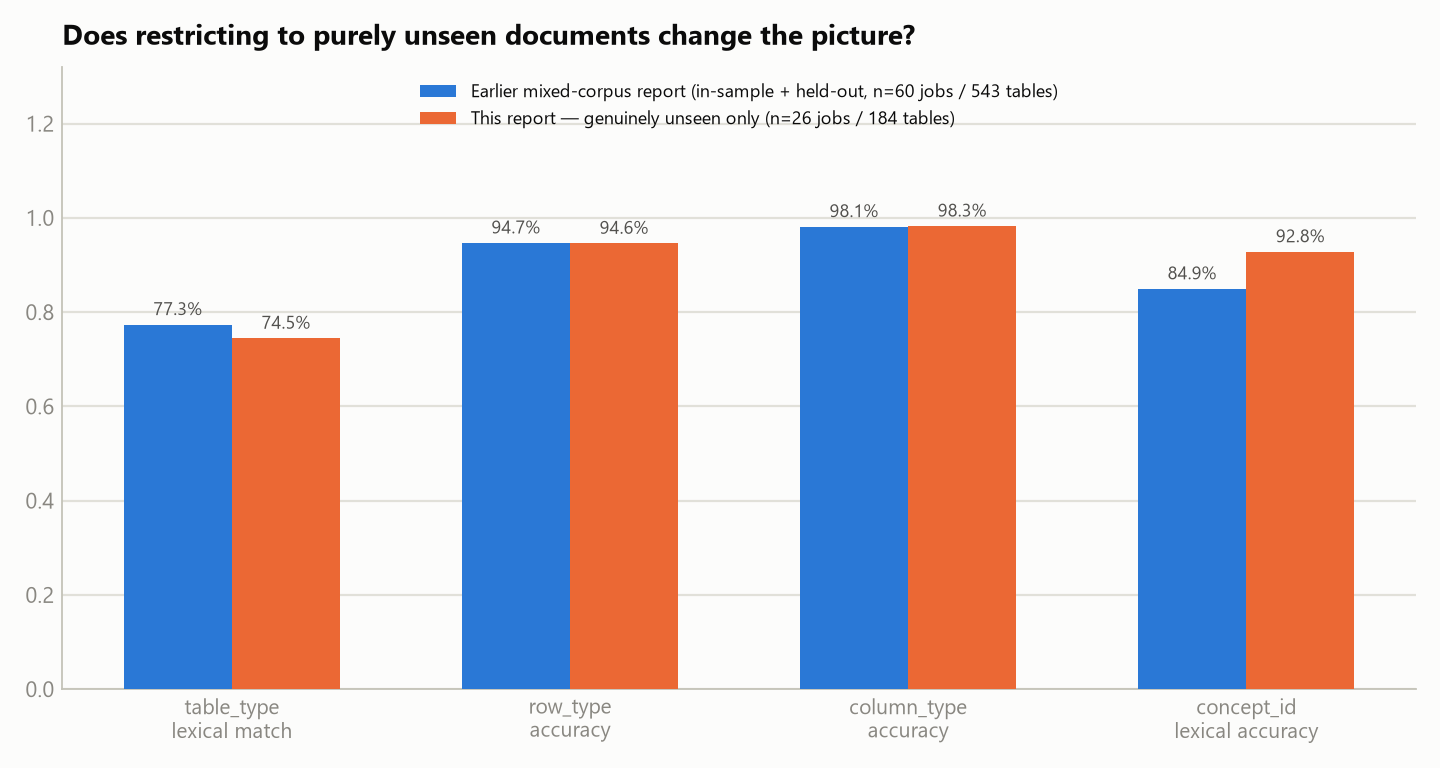 Does restricting to purely unseen documents change the picture?
Earlier mixed-corpus report (in-sample + held-out, n=60 jobs / 543 tables)
This report — genuinely unseen only (n=26 jobs / 184 tables)
1.2
1.0
0.8
0.6
0.4
0.2
0.0
77.3%
74.5%
94.7%
94.6%
98.1%
98.3%
84.9%
92.8%
table_type
lexical match
row_type
accuracy
column_type
accuracy
concept_id
lexical accuracy